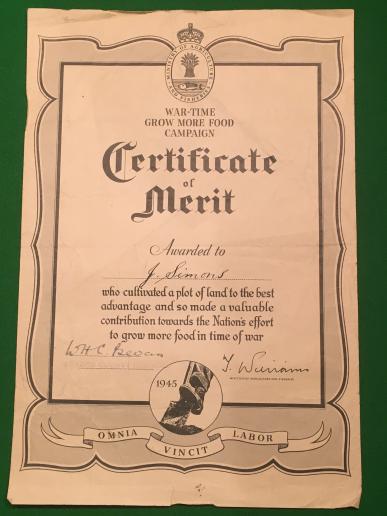 MINISTRY OF AGRICULTURE
AND FISHERIES
WAR-TIME
GROW MORE FOOD
CAMPAIGN
Certificate
of
Merit
Awarded to
J. Simons
who cultivated a plot of land to the best
advantage and so made a valuable
contribution towards the Nation's effort
to grow more food in time of war
W H C Bevan
T. Williams
1945
OMNIA VINCIT LABOR